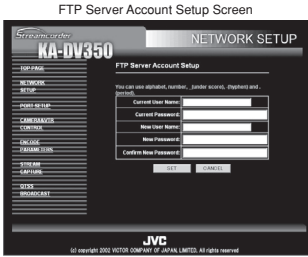 FTP Server Account Setup Screen
Streamcorder
KA-DV350
NETWORK SETUP
TOP PAGE
NETWORK
SETUP
PORT SETUP
CAMERA&VTR
CONTROL
ENCODE
PARAMETERS
STREAM
CAPTURE
QTSS
BROADCAST
FTP Server Account Setup
You can use alphabet, number, _(under score), -(hyphen) and .
(period).
Current User Name:
Current Password:
New User Name:
New Password:
Confirm New Password:
SET CANCEL
JVC
(c) copyright 2002 VICTOR COMPANY OF JAPAN, LIMITED. All rights reserved